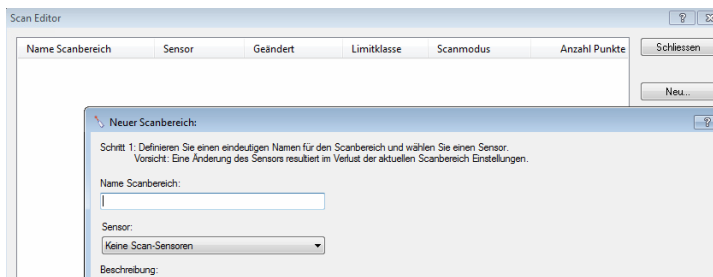 Scan Editor
Name Scanbereich Sensor Geändert Limitklasse Scanmodus Anzahl Punkte
Schliessen
Neu...
Neuer Scanbereich:
Schritt 1: Definieren Sie einen eindeutigen Namen für den Scanbereich und wählen Sie einen Sensor.
Vorsicht: Eine Änderung des Sensors resultiert im Verlust der aktuellen Scanbereich Einstellungen.
Name Scanbereich:
Sensor:
Keine Scan-Sensoren
Beschreibung: